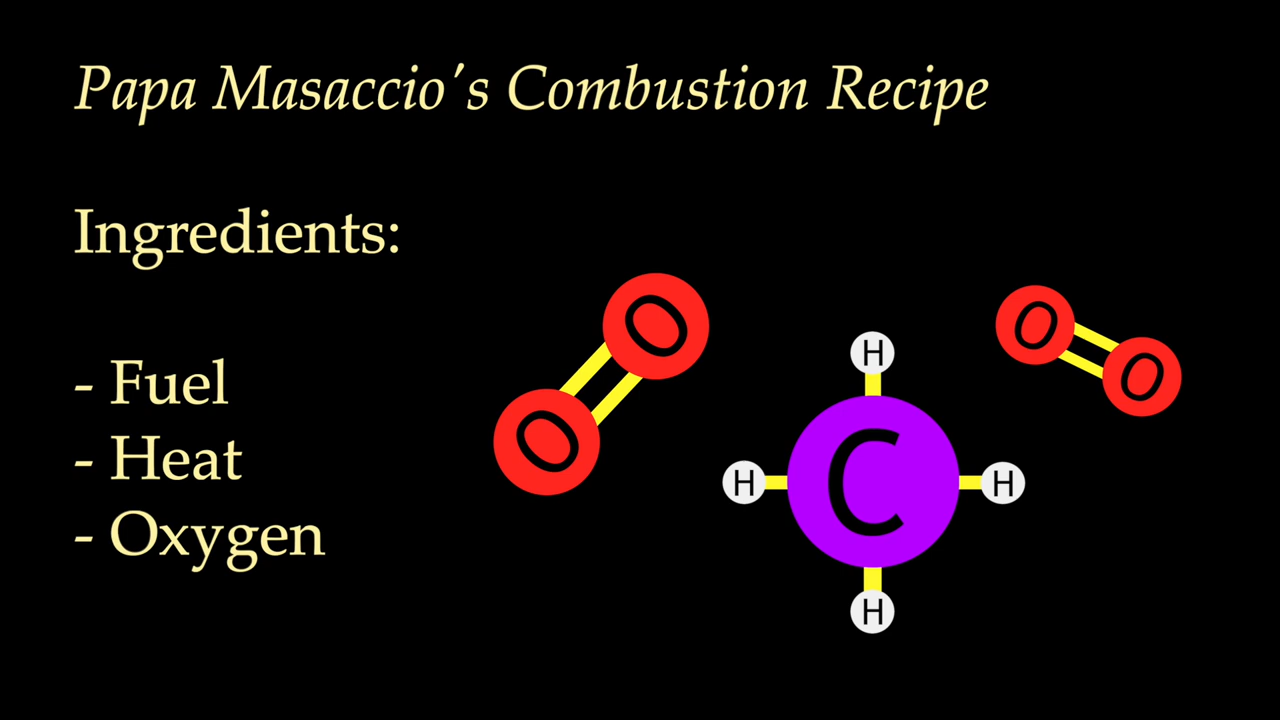 Papa Masaccio's Combustion Recipe
Ingredients:
- Fuel
- Heat
- Oxygen
O
O
O
O
H
H
C
H
H